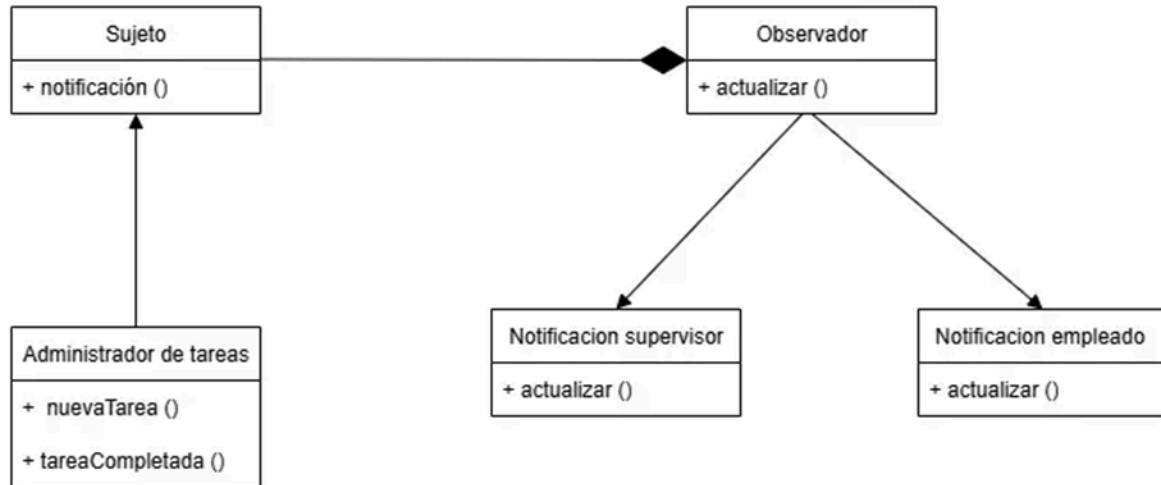 Sujeto
+ notificación ()
Observador
+ actualizar ()
Administrador de tareas
+ nuevaTarea ()
+ tareaCompletada ()
Notificacion supervisor
+ actualizar ()
Notificacion empleado
+ actualizar ()